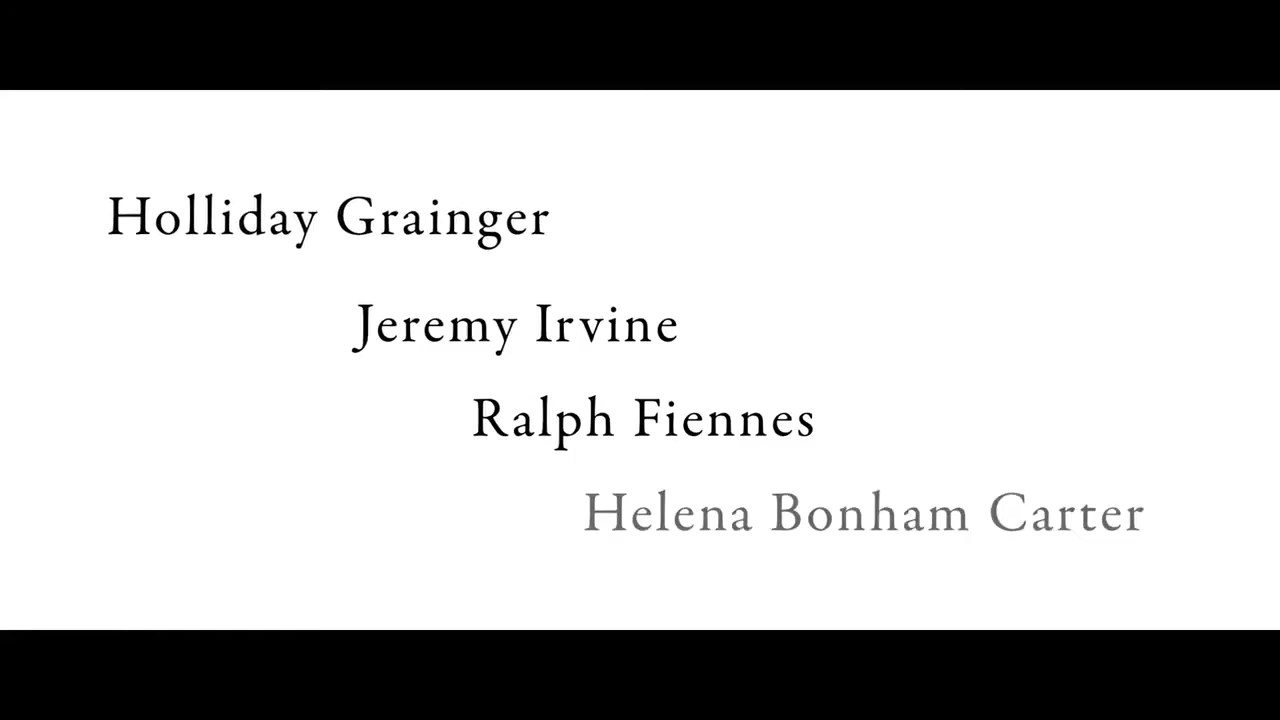 Holliday Grainger
Jeremy Irvine
Ralph Fiennes
Helena Bonham Carter